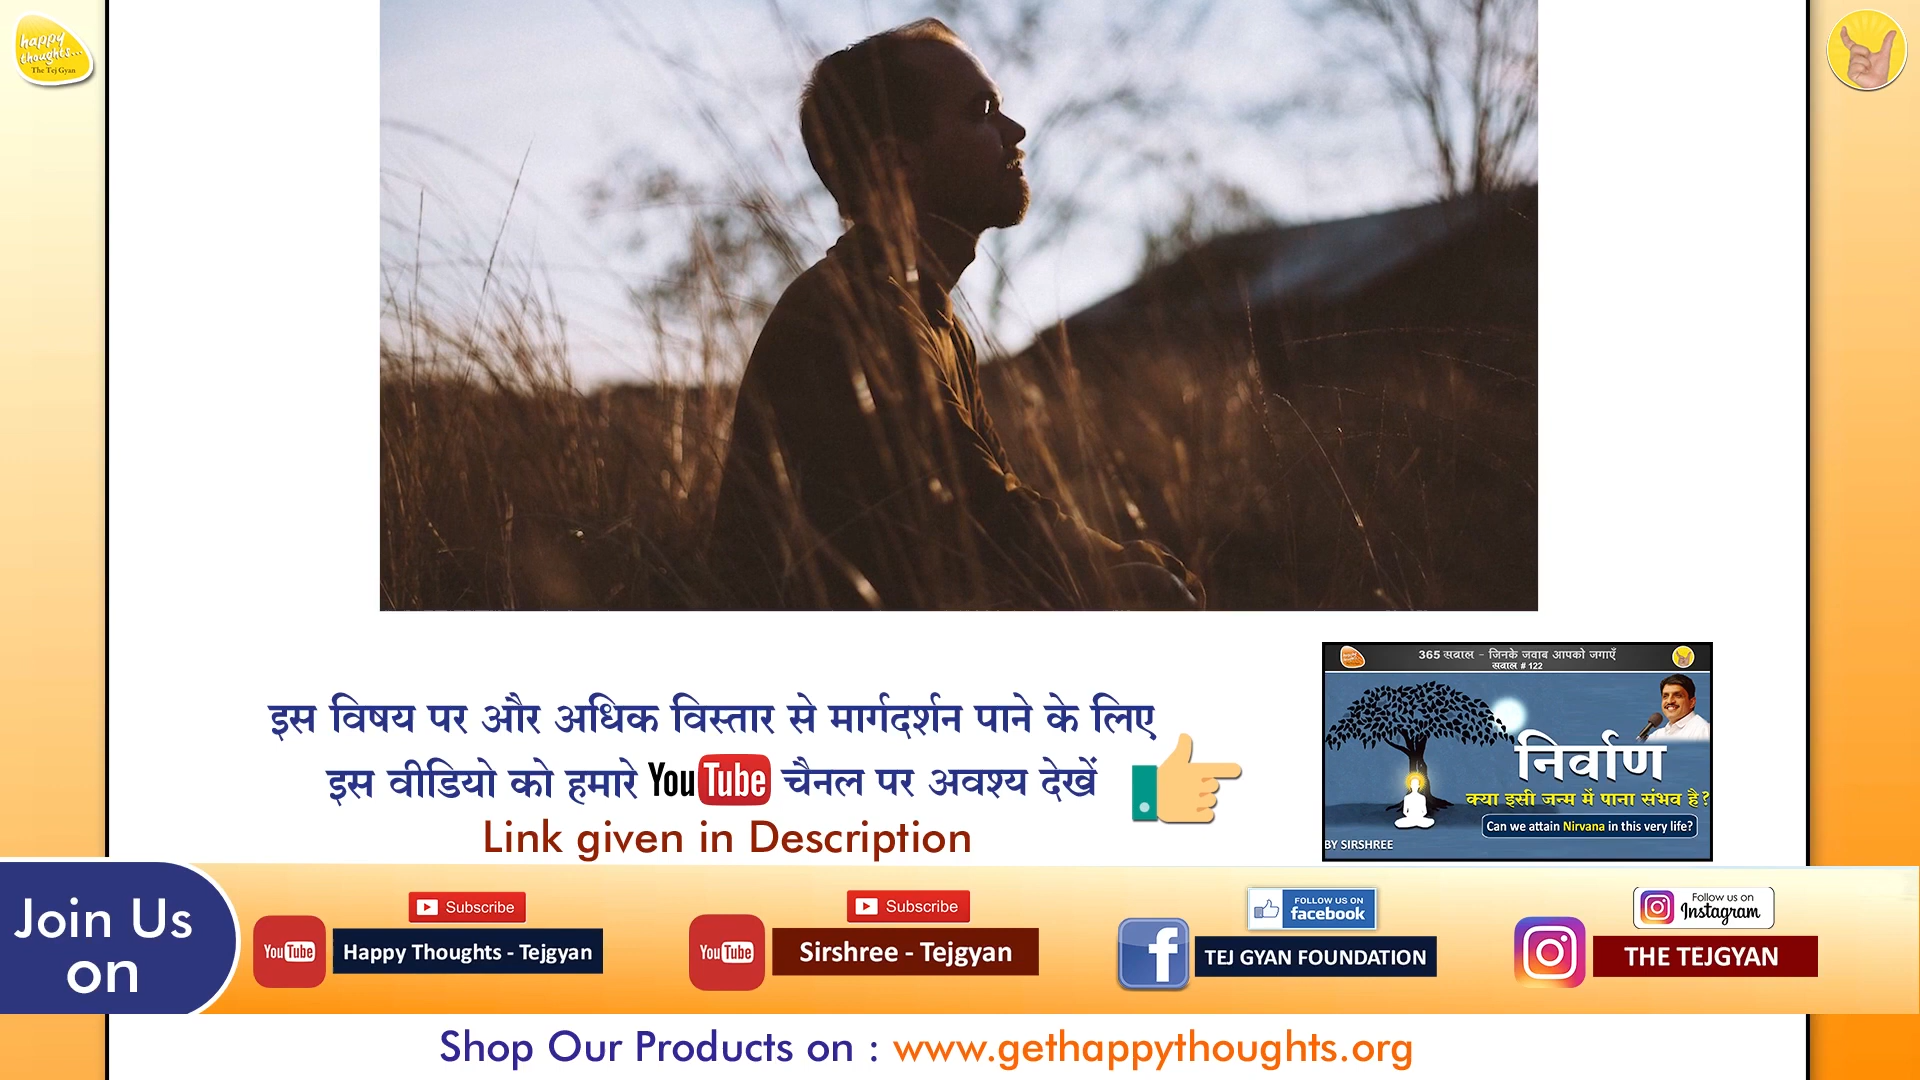 happy
thoughts...
The Tej Gyan
365 सवाल - जिनके जवाब आपको जगाएँ
सवाल # 122
निर्वाण
क्या इसी जन्म में पाना संभव है?
Can we attain Nirvana in this very life?
BY SIRSHREE
इस विषय पर और अधिक विस्तार से मार्गदर्शन पाने के लिए
इस वीडियो को हमारे YouTube चैनल पर अवश्य देखें
Link given in Description
Join Us
on
Subscribe
YouTube
Happy Thoughts - Tejgyan
Subscribe
YouTube
Sirshree - Tejgyan
FOLLOW US ON
facebook
TEJ GYAN FOUNDATION
Follow us on
Instagram
THE TEJGYAN
Shop Our Products on : www.gethappythoughts.org